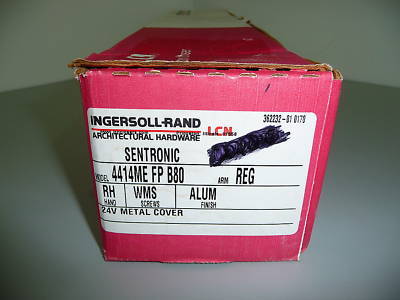 INGERSOLL-RAND LCN
ARCHITECTURAL HARDWARE
362232-01 0170
SENTRONIC
MODEL 4414ME FP B80 ARM REG
RH WMS ALUM
HAND SCREWS FINISH
24V METAL COVER